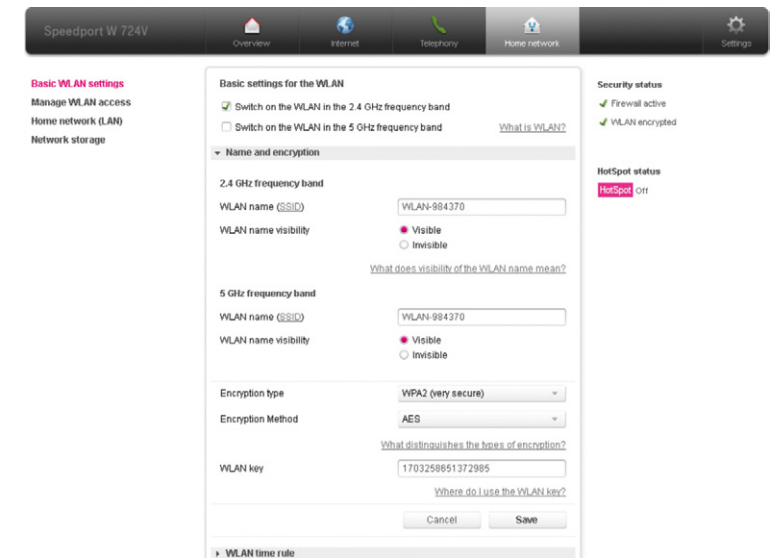 Speedport W 724V
Overview
Internet
Telephony
Home network
Settings
Basic WLAN settings
Manage WLAN access
Home network (LAN)
Network storage
Basic settings for the WLAN
Switch on the WLAN in the 2.4 GHz frequency band
Switch on the WLAN in the 5 GHz frequency band What is WLAN?
Name and encryption
2.4 GHz frequency band
WLAN name (SSID) WLAN-984370
WLAN name visibility Visible
Invisible
What does visibility of the WLAN name mean?
5 GHz frequency band
WLAN name (SSID) WLAN-984370
WLAN name visibility Visible
Invisible
Encryption type WPA2 (very secure)
Encryption Method AES
What distinguishes the types of encryption?
WLAN key 1703258651372985
Where do I use the WLAN key?
Cancel Save
WLAN time rule
Security status
Firewall active
WLAN encrypted
HotSpot status
HotSpot Off